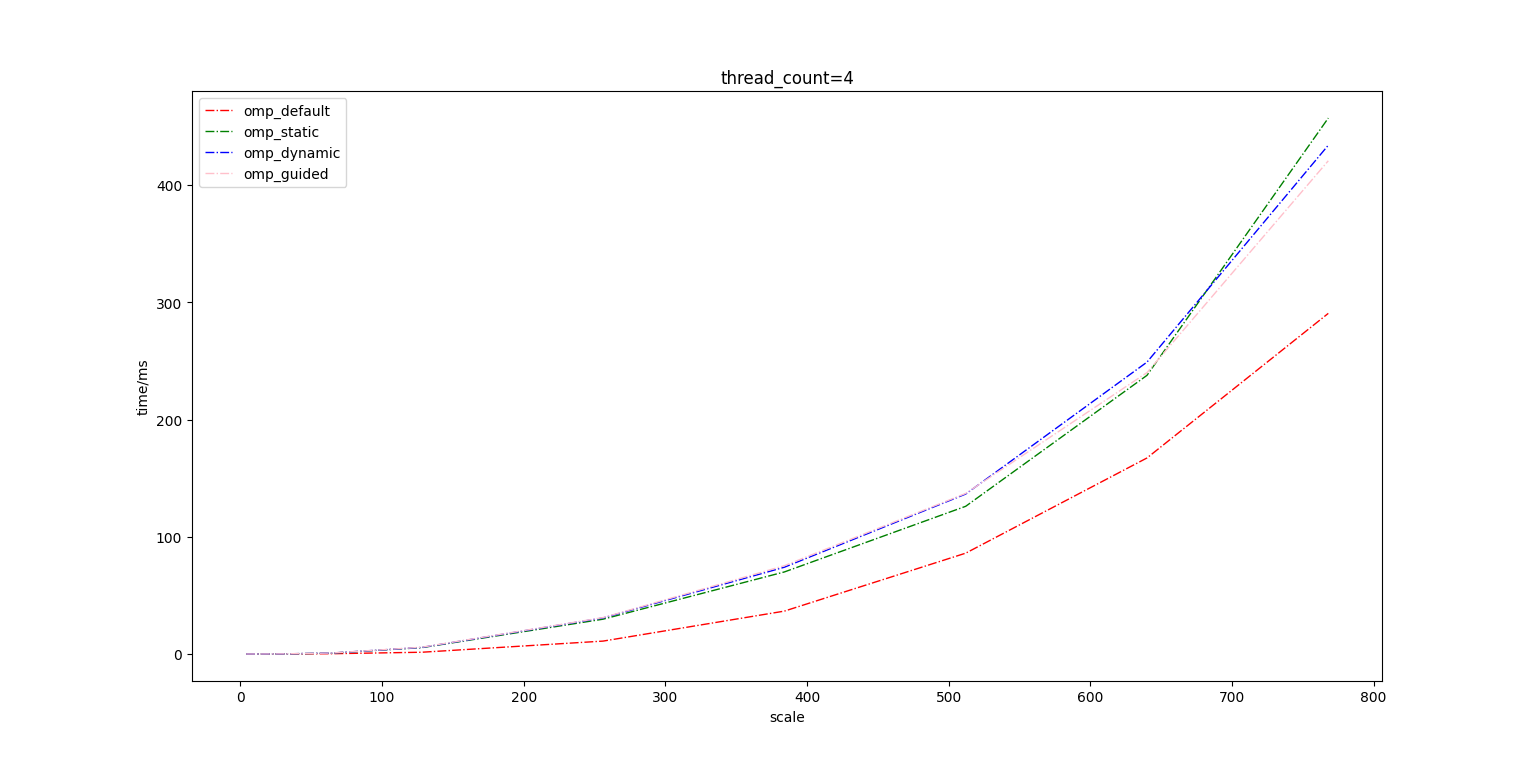 thread_count=4
omp_default
omp_static
omp_dynamic
omp_guided
time/ms
400
300
200
100
0
0 100 200 300 400 500 600 700 800
scale